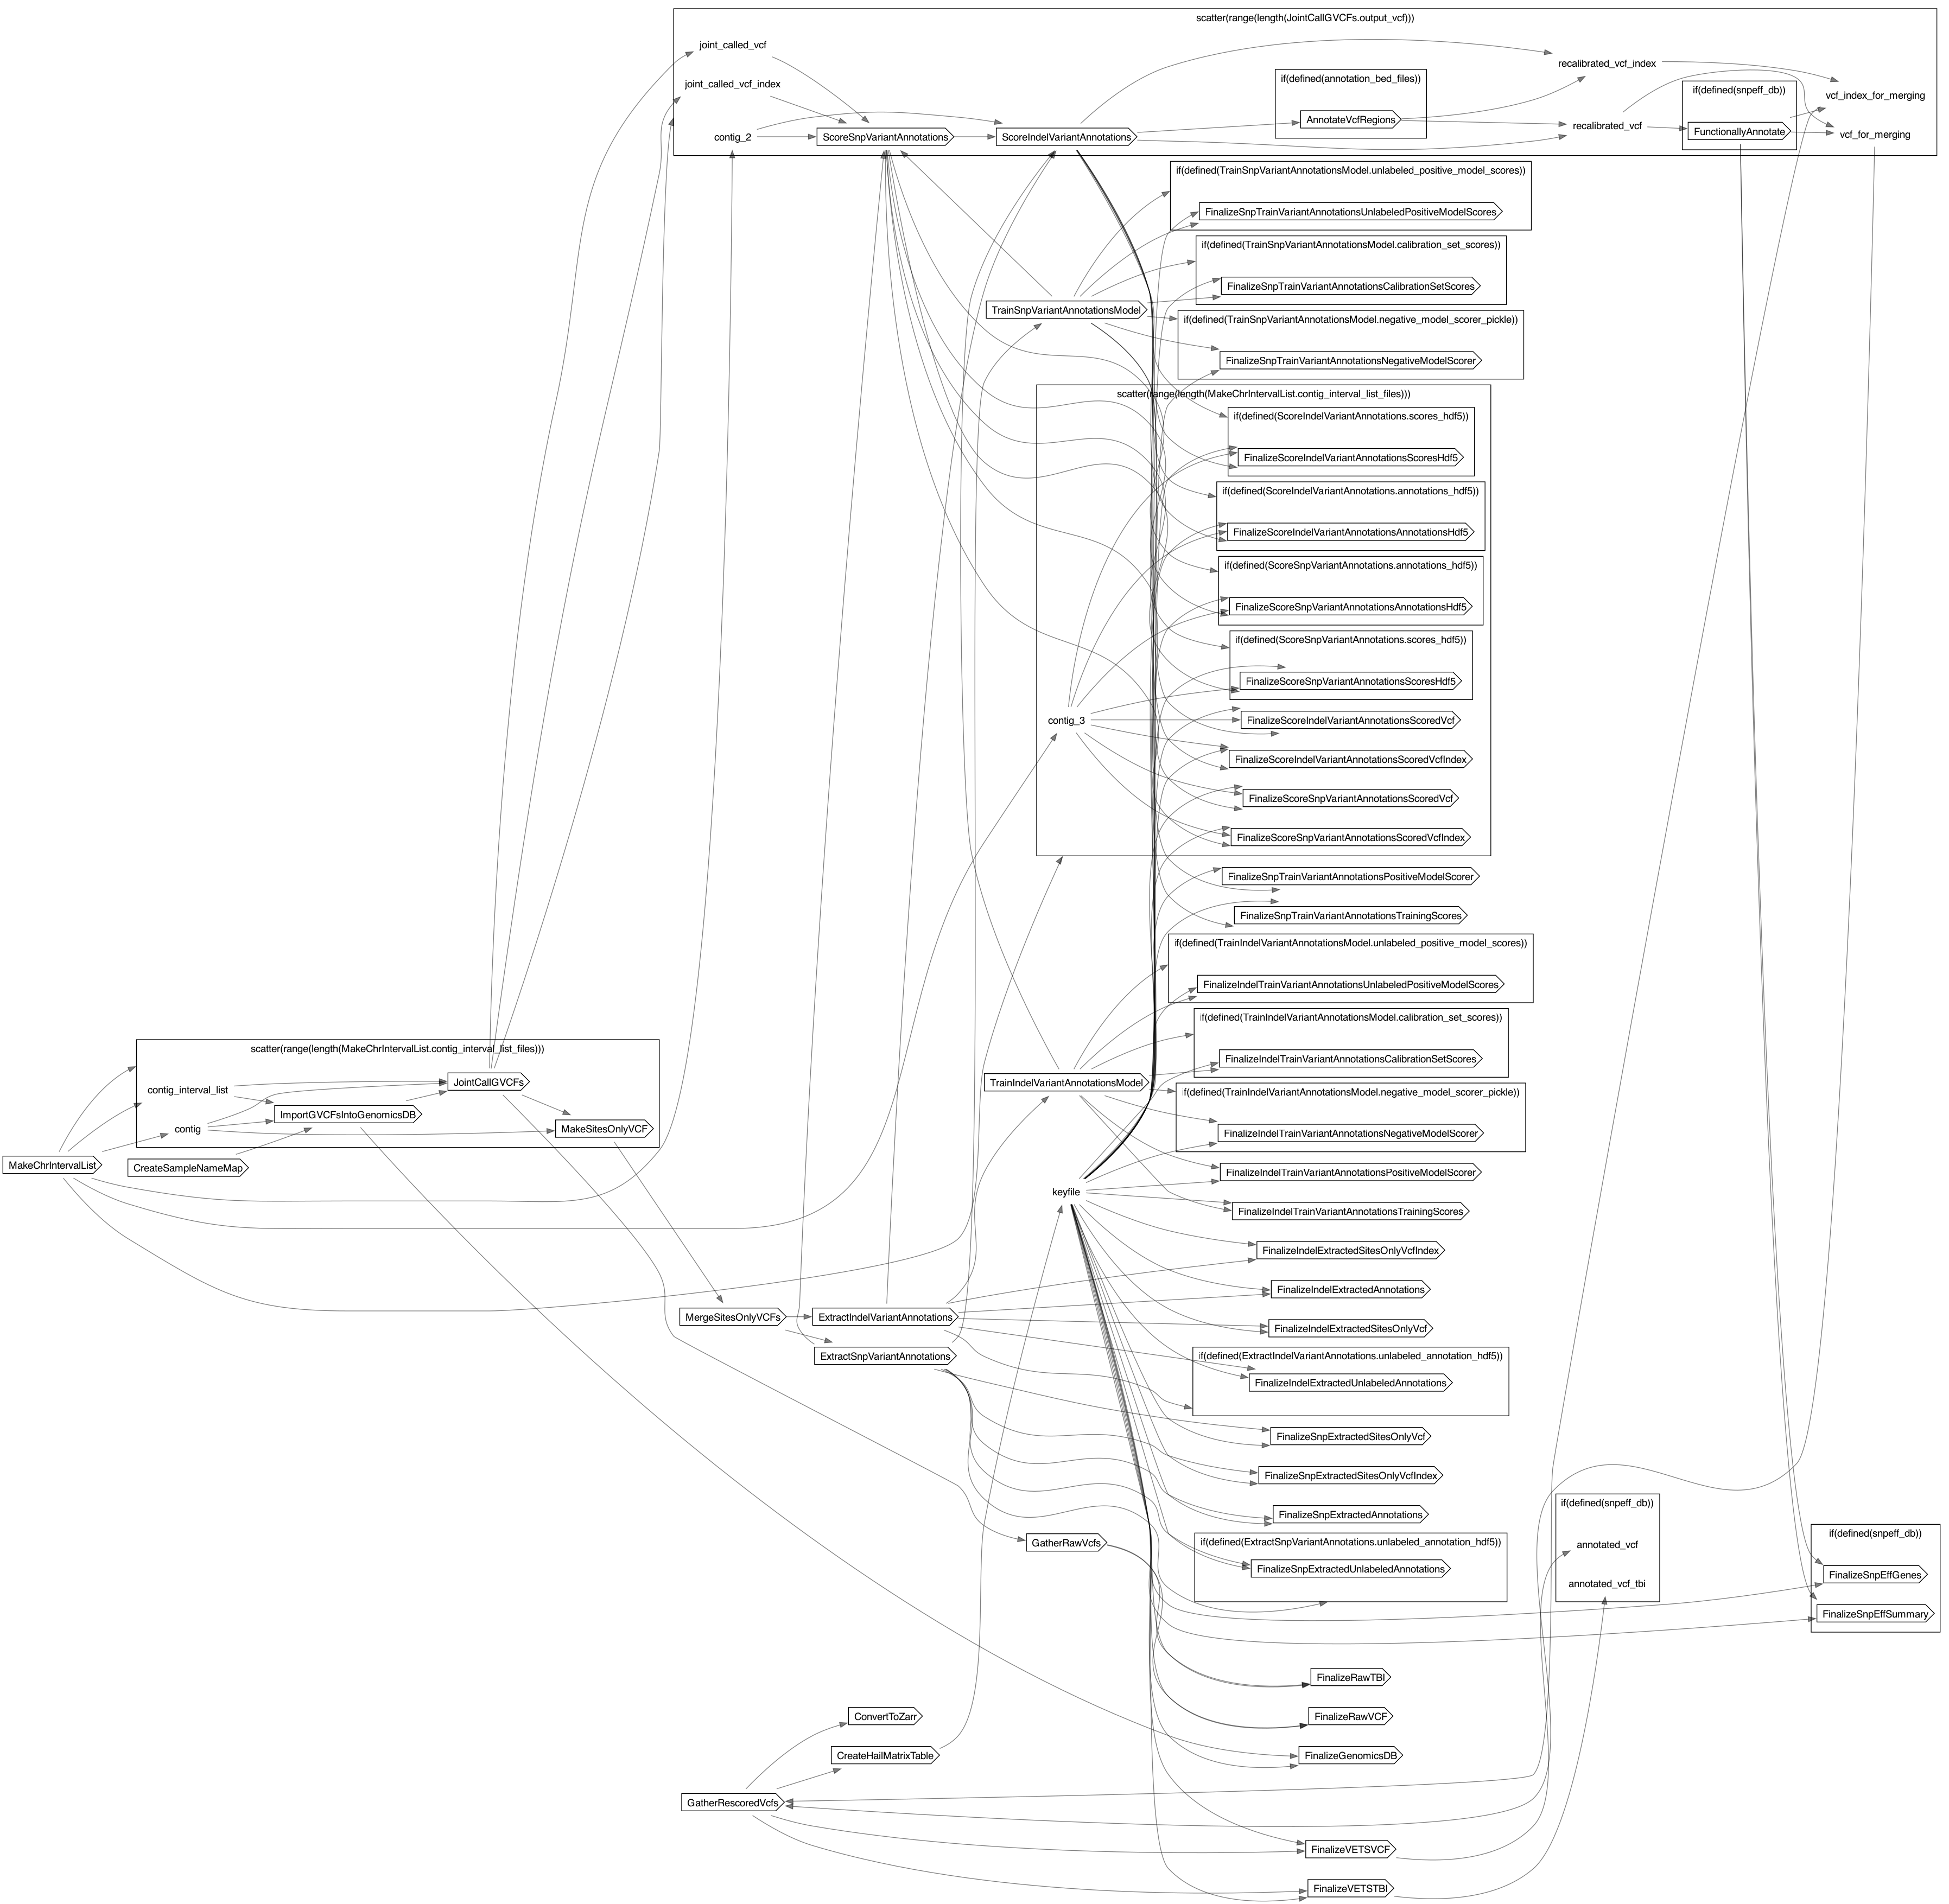 scatter(range(length(JointCallGVCFs.output_vcf)))
joint_called_vcf
joint_called_vcf_index
contig_2
ScoreSnpVariantAnnotations
ScoreIndelVariantAnnotations
if(defined(annotation_bed_files))
AnnotateVcfRegions
recalibrated_vcf_index
recalibrated_vcf
if(defined(snpeff_db))
FunctionallyAnnotate
vcf_index_for_merging
vcf_for_merging
if(defined(TrainSnpVariantAnnotationsModel.unlabeled_positive_model_scores))
FinalizeSnpTrainVariantAnnotationsUnlabeledPositiveModelScores
if(defined(TrainSnpVariantAnnotationsModel.calibration_set_scores))
FinalizeSnpTrainVariantAnnotationsCalibrationSetScores
TrainSnpVariantAnnotationsModel
if(defined(TrainSnpVariantAnnotationsModel.negative_model_scorer_pickle))
FinalizeSnpTrainVariantAnnotationsNegativeModelScorer
scatter(range(length(MakeChrIntervalList.contig_interval_list_files)))
if(defined(ScoreIndelVariantAnnotations.scores_hdf5))
FinalizeScoreIndelVariantAnnotationsScoresHdf5
if(defined(ScoreIndelVariantAnnotations.annotations_hdf5))
FinalizeScoreIndelVariantAnnotationsAnnotationsHdf5
if(defined(ScoreSnpVariantAnnotations.annotations_hdf5))
FinalizeScoreSnpVariantAnnotationsAnnotationsHdf5
if(defined(ScoreSnpVariantAnnotations.scores_hdf5))
FinalizeScoreSnpVariantAnnotationsScoresHdf5
contig_3
FinalizeScoreIndelVariantAnnotationsScoredVcf
FinalizeScoreIndelVariantAnnotationsScoredVcfIndex
FinalizeScoreSnpVariantAnnotationsScoredVcf
FinalizeScoreSnpVariantAnnotationsScoredVcfIndex
FinalizeSnpTrainVariantAnnotationsPositiveModelScorer
FinalizeSnpTrainVariantAnnotationsTrainingScores
if(defined(TrainIndelVariantAnnotationsModel.unlabeled_positive_model_scores))
FinalizeIndelTrainVariantAnnotationsUnlabeledPositiveModelScores
if(defined(TrainIndelVariantAnnotationsModel.calibration_set_scores))
FinalizeIndelTrainVariantAnnotationsCalibrationSetScores
TrainIndelVariantAnnotationsModel
if(defined(TrainIndelVariantAnnotationsModel.negative_model_scorer_pickle))
FinalizeIndelTrainVariantAnnotationsNegativeModelScorer
scatter(range(length(MakeChrIntervalList.contig_interval_list_files)))
contig_interval_list
JointCallGVCFs
ImportGVCFsIntoGenomicsDB
contig
MakeSitesOnlyVCF
MakeChrIntervalList
CreateSampleNameMap
FinalizeIndelTrainVariantAnnotationsPositiveModelScorer
keyfile
FinalizeIndelTrainVariantAnnotationsTrainingScores
FinalizeIndelExtractedSitesOnlyVcfIndex
FinalizeIndelExtractedAnnotations
MergeSitesOnlyVCFs
ExtractIndelVariantAnnotations
FinalizeIndelExtractedSitesOnlyVcf
ExtractSnpVariantAnnotations
if(defined(ExtractIndelVariantAnnotations.unlabeled_annotation_hdf5))
FinalizeIndelExtractedUnlabeledAnnotations
FinalizeSnpExtractedSitesOnlyVcf
FinalizeSnpExtractedSitesOnlyVcfIndex
FinalizeSnpExtractedAnnotations
GatherRawVcfs
if(defined(ExtractSnpVariantAnnotations.unlabeled_annotation_hdf5))
FinalizeSnpExtractedUnlabeledAnnotations
if(defined(snpeff_db))
annotated_vcf
annotated_vcf_tbi
if(defined(snpeff_db))
FinalizeSnpEffGenes
FinalizeSnpEffSummary
FinalizeRawTBI
ConvertToZarr
FinalizeRawVCF
CreateHailMatrixTable
FinalizeGenomicsDB
GatherRescoredVcfs
FinalizeVETSVCF
FinalizeVETSTBI